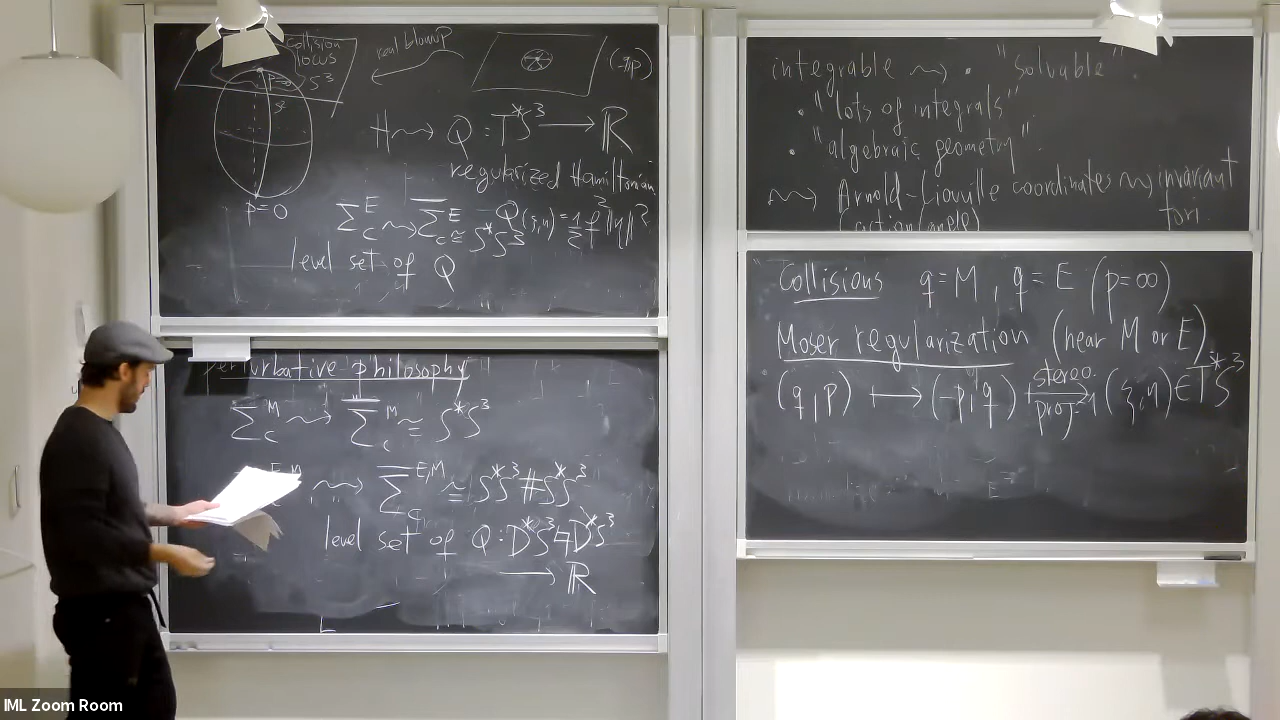 collision
locus
real blowup
(-q,p)
S³
H ⇝ Q : T*S³ ⟶ ℝ
regularized Hamiltonian
p=0
Σ_c^E ⇝ Σ̅_c^E ≅ S*S³
Q(ξ,η) = ½ f² ||η||²
level set of Q
perturbative philosophy
Σ_c^M ⇝ Σ̅_c^M ≅ S*S³
⇝ Σ̅_c^{E,M} ≅ S*S³ # S*S³
level set of Q : D*S³ ♮ D*S³
⟶ ℝ
integrable ⇝ • "solvable"
• "lots of integrals"
• "algebraic geometry"
⇝ Arnold-Liouville coordinates ⇝ invariant
(action/angle) tori.
Collisions q=M, q=E (p=∞)
Moser regularization (near M or E)
(q,p) ⟼ (-p,q) ⟼ (ξ,η) ∈ T*S³
stereo.
proj.⁻¹
IML Zoom Room